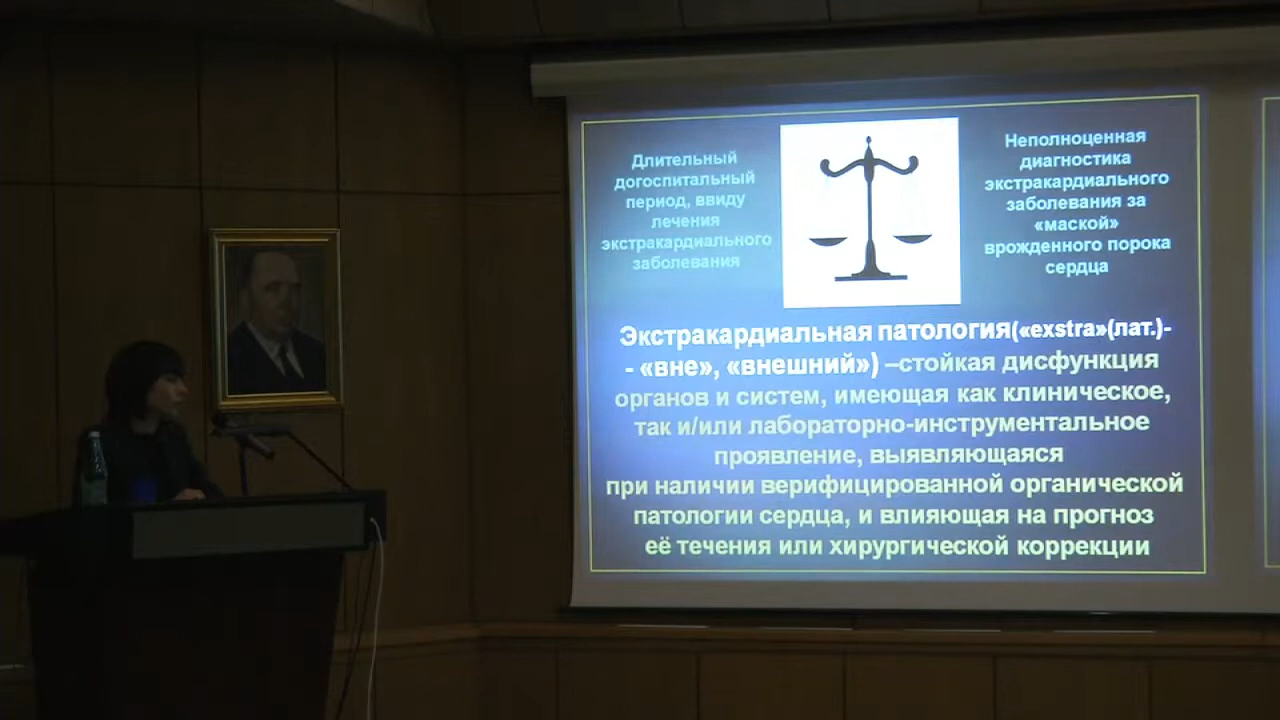 Длительный
догоспитальный
период, ввиду
лечения
экстракардиального
заболевания
Неполноценная
диагностика
экстракардиального
заболевания за
«маской»
врожденного порока
сердца
Экстракардиальная патология(«exstra»(лат.)-
- «вне», «внешний») –стойкая дисфункция
органов и систем, имеющая как клиническое,
так и/или лабораторно-инструментальное
проявление, выявляющаяся
при наличии верифицированной органической
патологии сердца, и влияющая на прогноз
её течения или хирургической коррекции